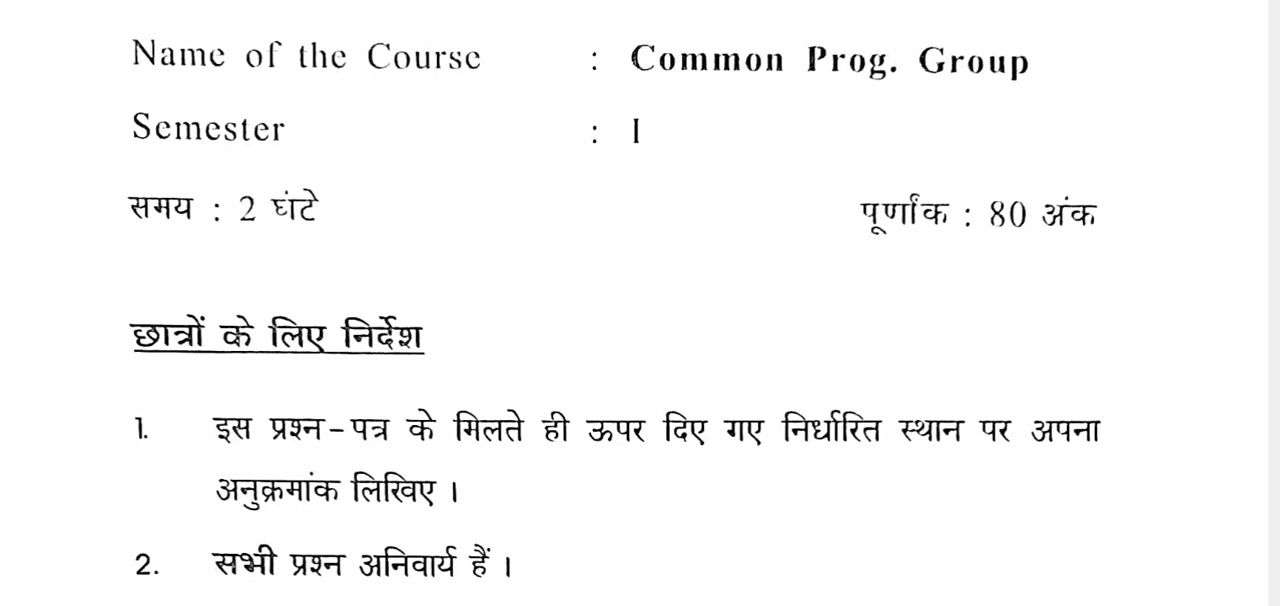 Name of the Course : Common Prog. Group
Semester : I
समय : 2 घंटे पूर्णांक : 80 अंक
छात्रों के लिए निर्देश
1. इस प्रश्न-पत्र के मिलते ही ऊपर दिए गए निर्धारित स्थान पर अपना
अनुक्रमांक लिखिए ।
2. सभी प्रश्न अनिवार्य हैं ।